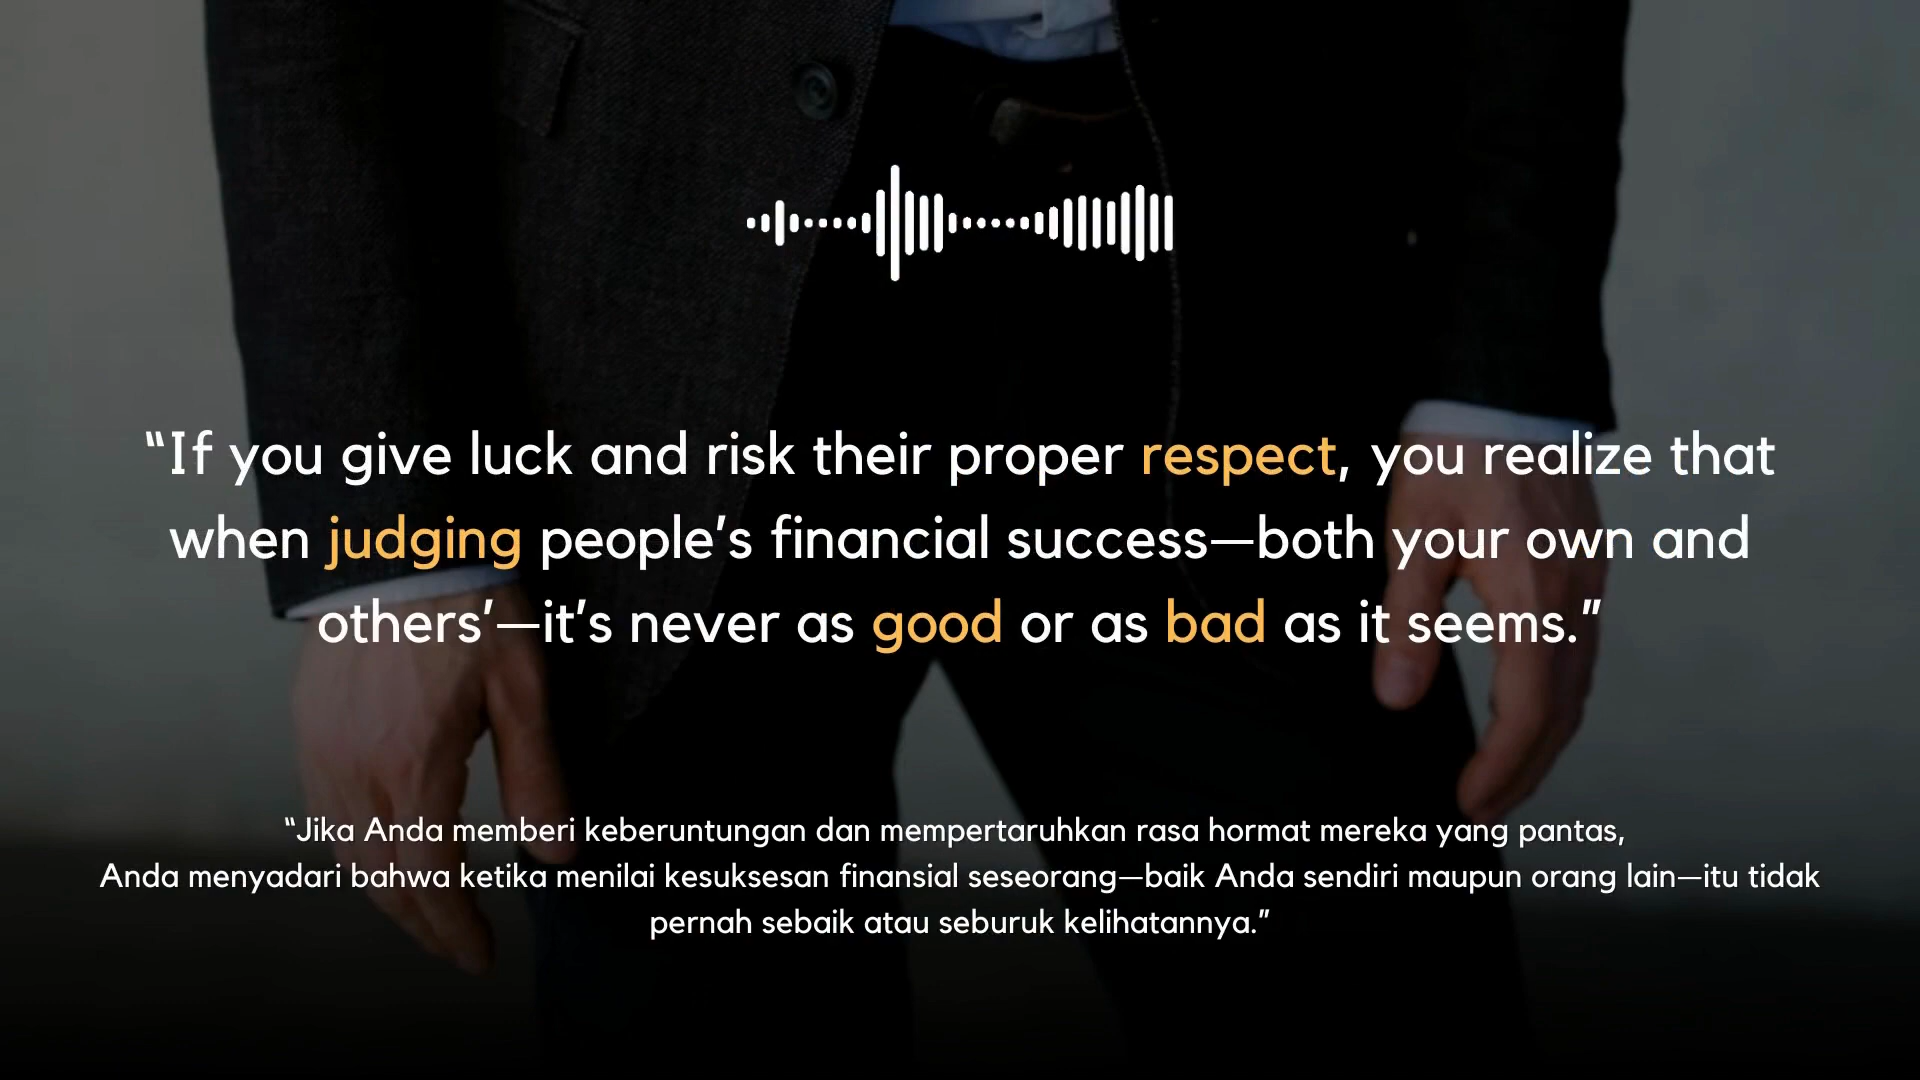 “If you give luck and risk their proper respect, you realize that
when judging people’s financial success—both your own and
others’—it’s never as good or as bad as it seems.”
“Jika Anda memberi keberuntungan dan mempertaruhkan rasa hormat mereka yang pantas,
Anda menyadari bahwa ketika menilai kesuksesan finansial seseorang—baik Anda sendiri maupun orang lain—itu tidak
pernah sebaik atau seburuk kelihatannya.”